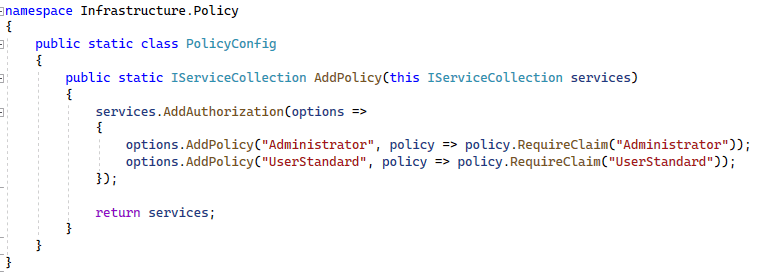 namespace Infrastructure.Policy
{
    public static class PolicyConfig
    {
        public static IServiceCollection AddPolicy(this IServiceCollection services)
        {
            services.AddAuthorization(options =>
            {
                options.AddPolicy("Administrator", policy => policy.RequireClaim("Administrator"));
                options.AddPolicy("UserStandard", policy => policy.RequireClaim("UserStandard"));
            });

            return services;
        }
    }
}